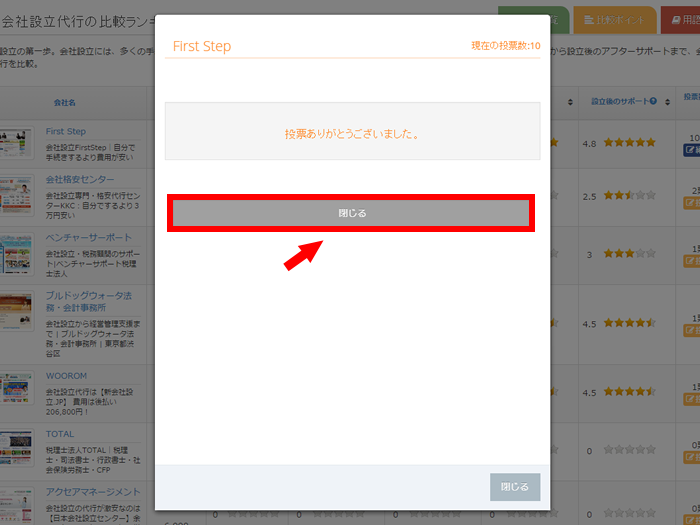 会社設立代行の比較ランキ
覧
比較ポイント
用語
設立の第一歩。会社設立には、多くの手
から設立後のアフターサポートまで、会
行を比較。
First Step
現在の投票数:10
投票ありがとうございました。
閉じる
閉じる
会社名
設立後のサポート
投票
First Step
会社設立FirstStep｜自分で
手続きするより費用が安い
4.8
10
会社格安センター
会社設立専門・格安代行セン
ターKKC：自分でするより3
万円安い
2.5
2
ベンチャーサポート
会社設立・税務顧問のサポー
ト|ベンチャーサポート税理
士法人
3
1
ブルドッグウォータ法
務・会計事務所
会社設立から経営管理支援ま
で | ブルドッグウォータ法
務・会計事務所 | 東京都渋
谷区
4.5
1
WOOROM
会社設立代行は【新会社設
立.JP】 費用は後払い
206,800円！
4.5
1
TOTAL
税理士法人TOTAL｜税理
士・司法書士・行政書士・社
会保険労務士・CFP
0
0
アクセアマネージメント
会社設立の代行が激安なのは
【日本会社設立センター】余
0
0